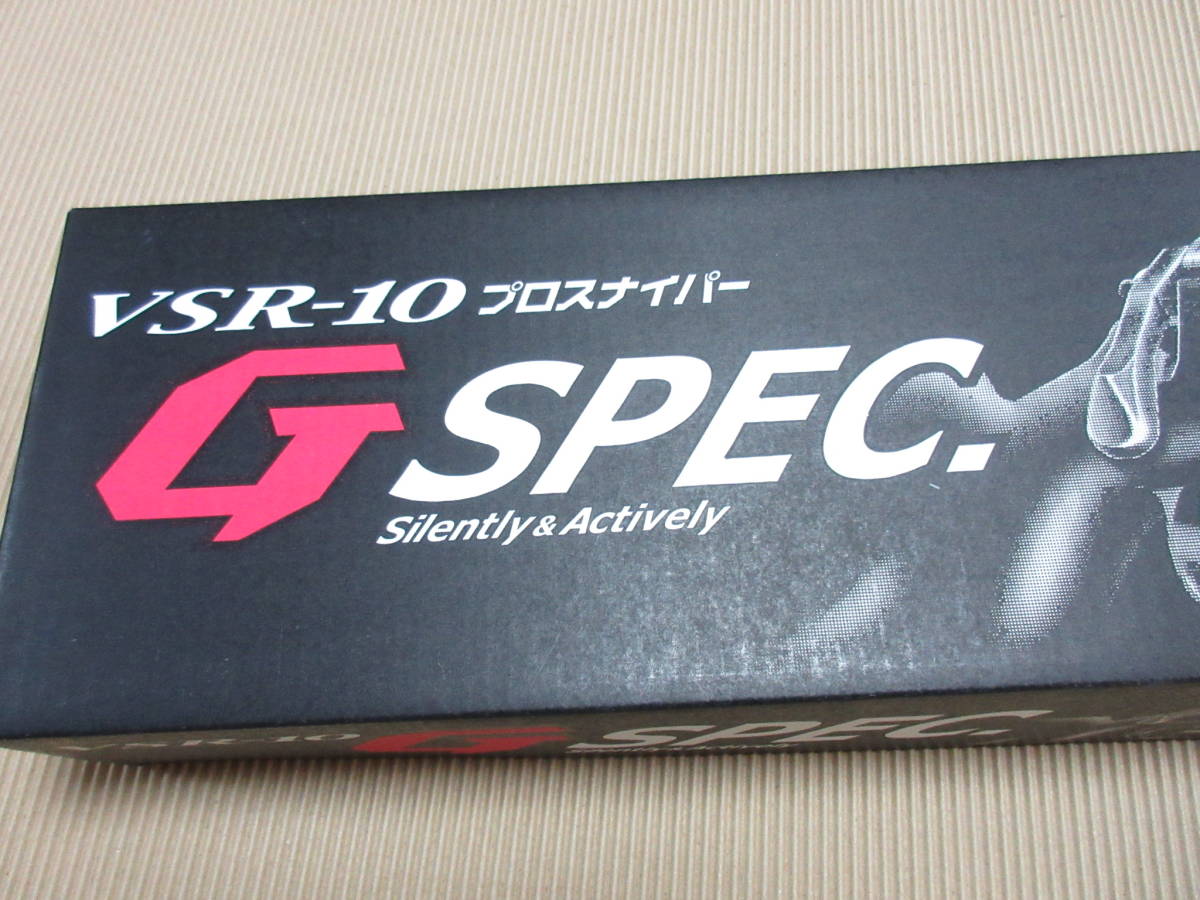 VSR-10 プロスナイパー
G SPEC.
Silently & Actively
VSR-10
G SPEC.